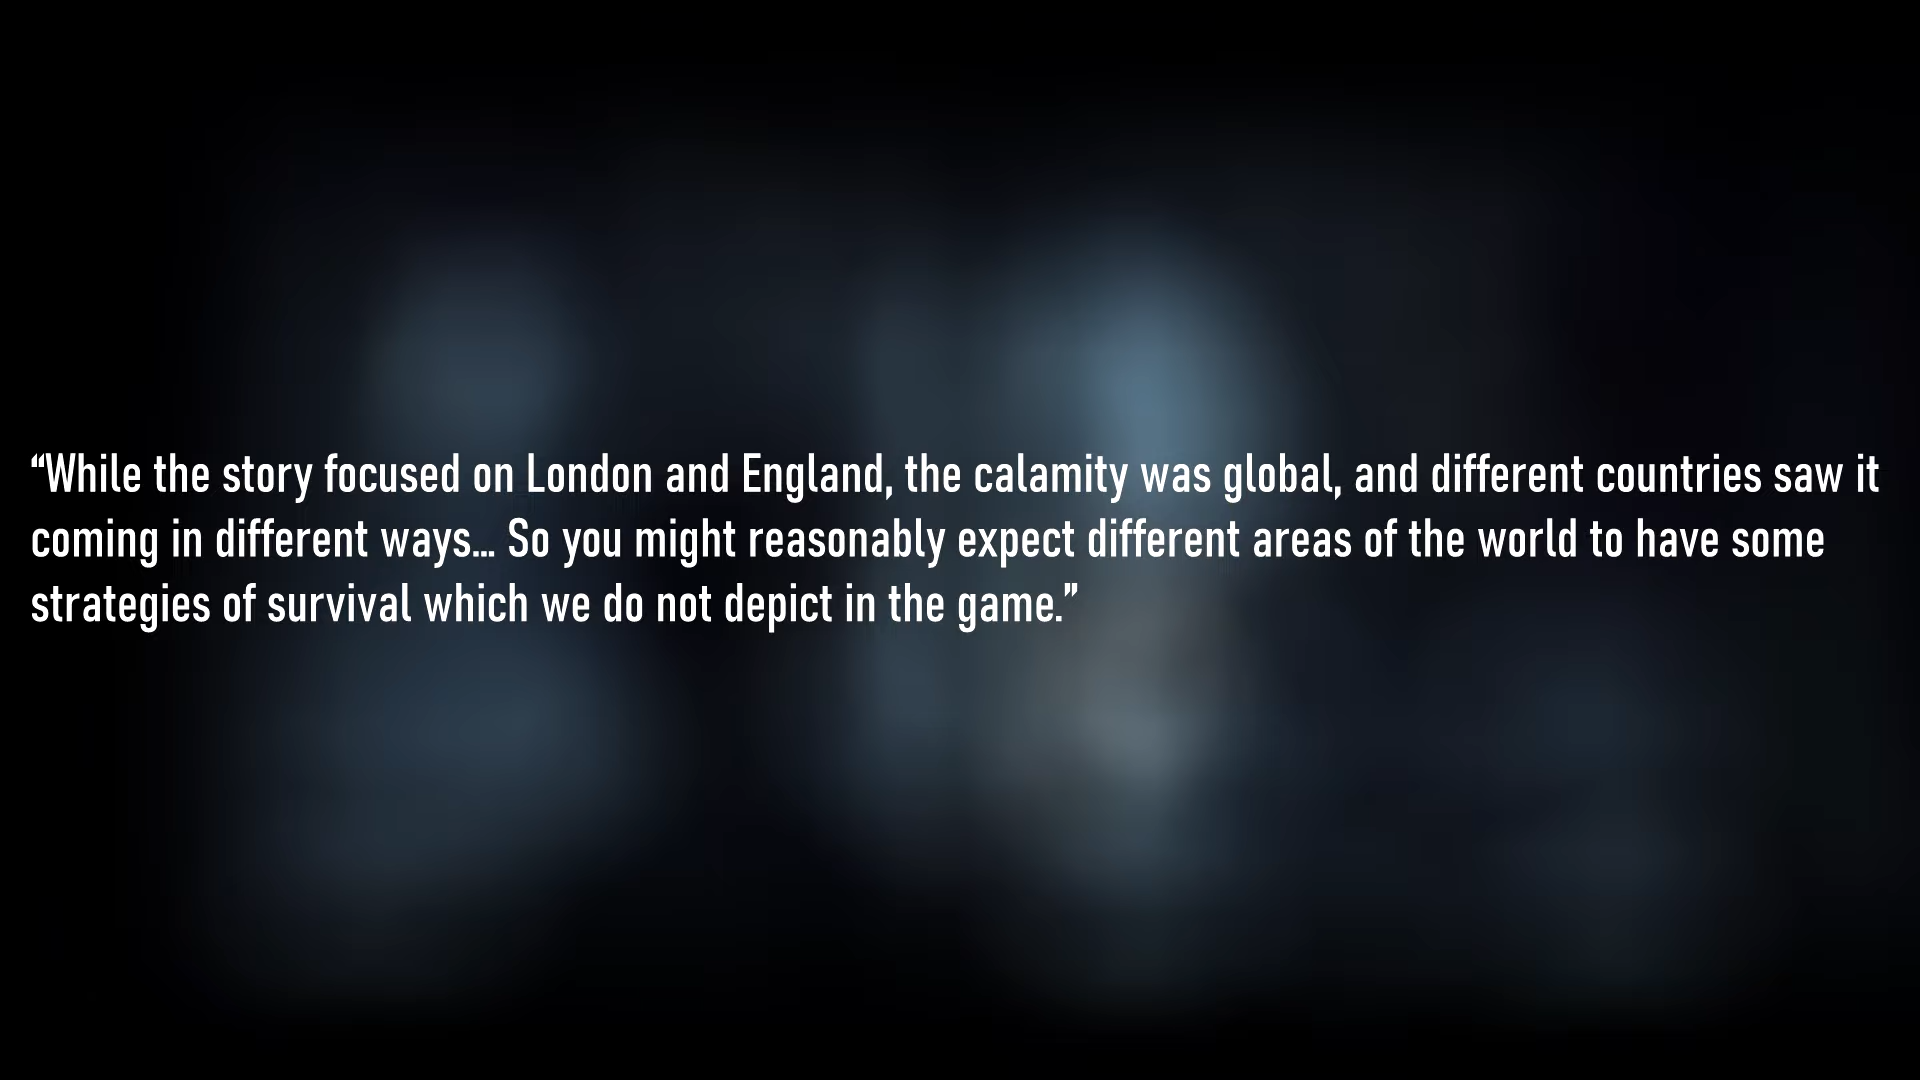 “While the story focused on London and England, the calamity was global, and different countries saw it
coming in different ways... So you might reasonably expect different areas of the world to have some
strategies of survival which we do not depict in the game.”